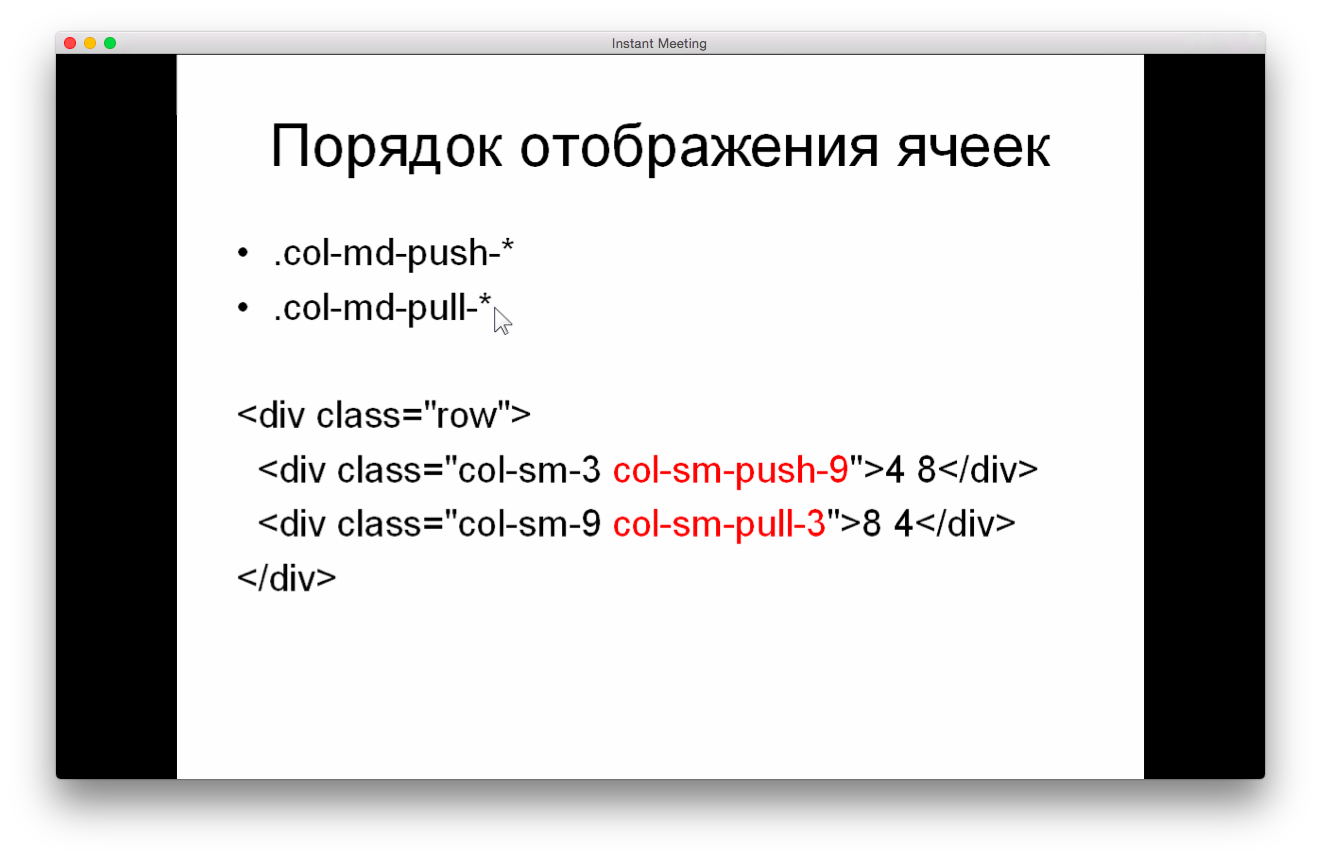 Instant Meeting
Порядок отображения ячеек
• .col-md-push-*
• .col-md-pull-*
<div class="row">
<div class="col-sm-3 col-sm-push-9">4 8</div>
<div class="col-sm-9 col-sm-pull-3">8 4</div>
</div>